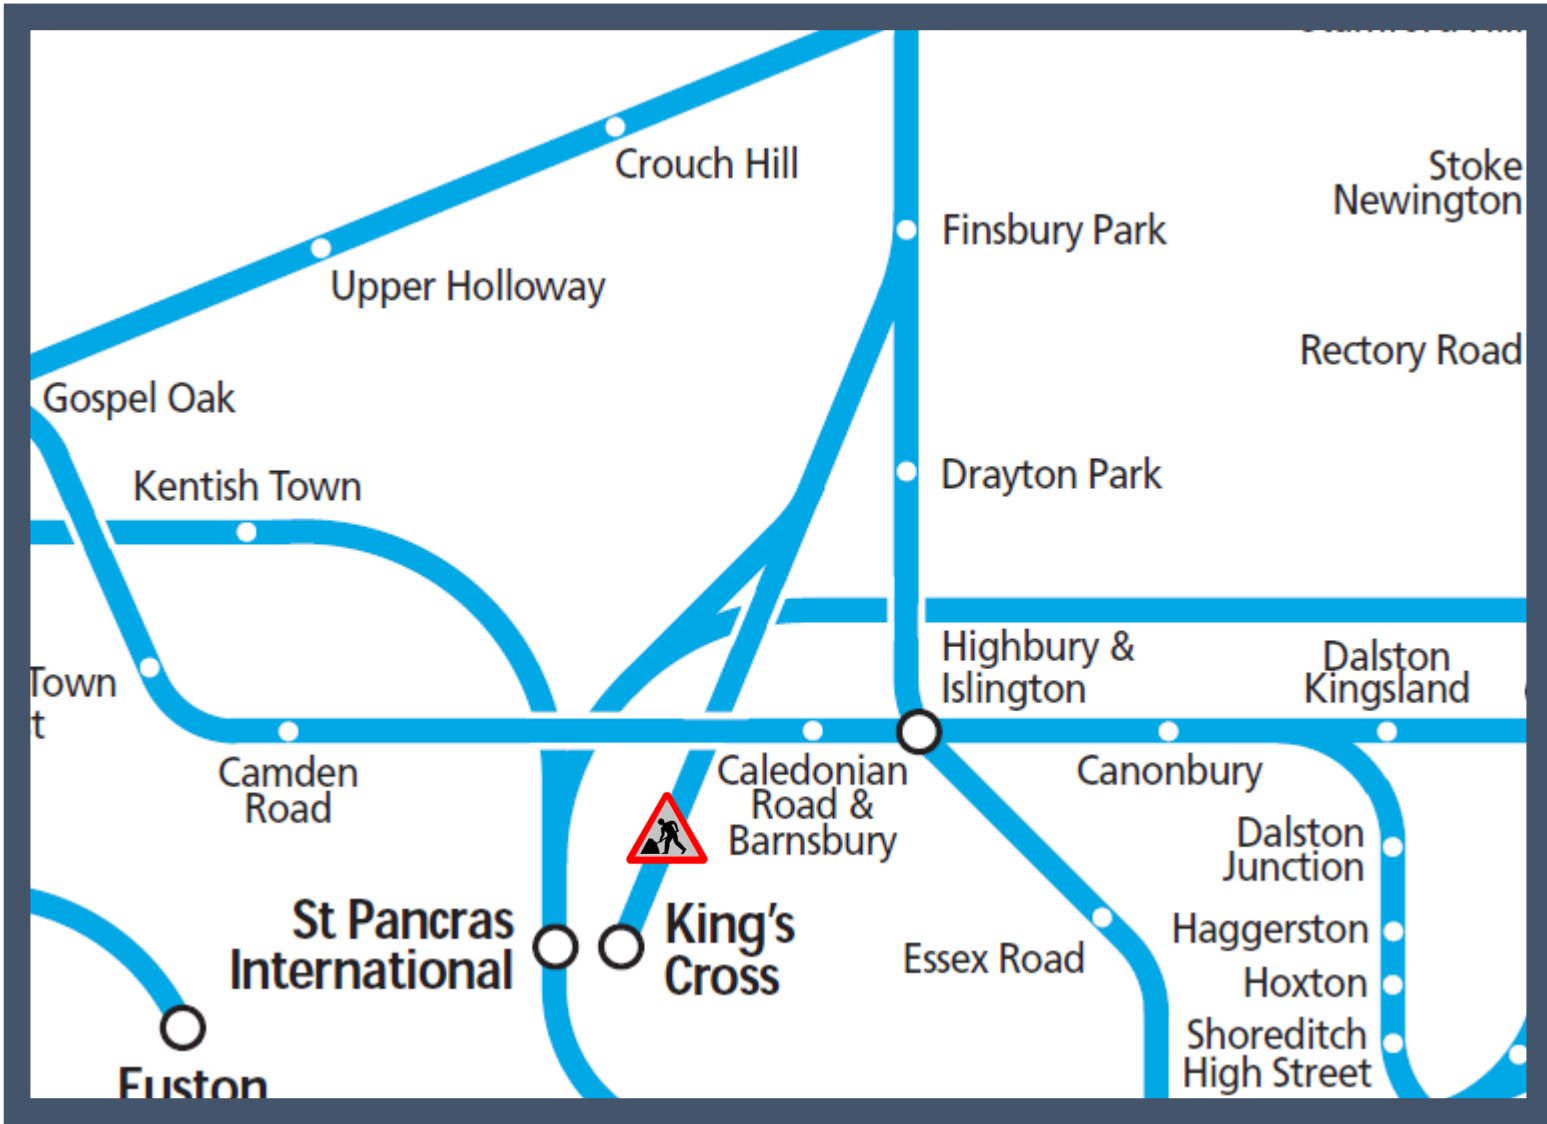 Crouch Hill
Stoke
Newington
Finsbury Park
Upper Holloway
Rectory Road
Gospel Oak
Kentish Town
Drayton Park
Highbury &
Islington
Dalston
Kingsland
Town
t
Camden
Road
Caledonian
Road &
Barnsbury
Canonbury
Dalston
Junction
St Pancras
International
King's
Cross
Essex Road
Haggerston
Hoxton
Shoreditch
High Street
Euston